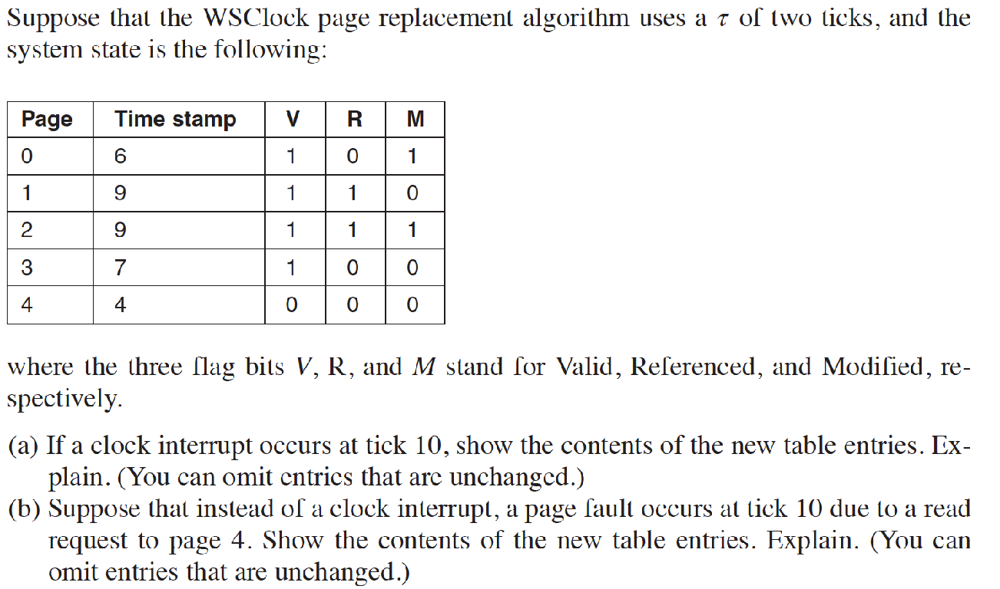 Suppose that the WSClock page replacement algorithm uses a τ of two ticks, and the
system state is the following:
Page Time stamp V R M
0 6 1 0 1
1 9 1 1 0
2 9 1 1 1
3 7 1 0 0
4 4 0 0 0
where the three flag bits V, R, and M stand for Valid, Referenced, and Modified, re-
spectively.
(a) If a clock interrupt occurs at tick 10, show the contents of the new table entries. Ex-
plain. (You can omit entries that are unchanged.)
(b) Suppose that instead of a clock interrupt, a page fault occurs at tick 10 due to a read
request to page 4. Show the contents of the new table entries. Explain. (You can
omit entries that are unchanged.)